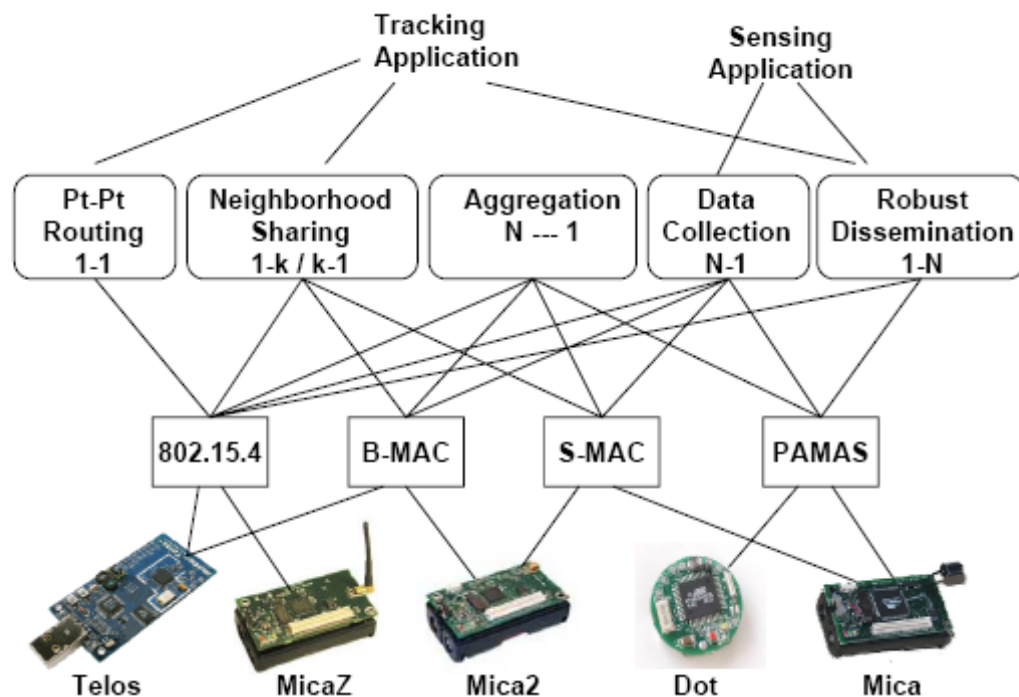 Tracking
Application
Sensing
Application
Pt-Pt
Routing
1-1
Neighborhood
Sharing
1-k / k-1
Aggregation
N --- 1
Data
Collection
N-1
Robust
Dissemination
1-N
802.15.4
B-MAC
S-MAC
PAMAS
Telos
MicaZ
Mica2
Dot
Mica